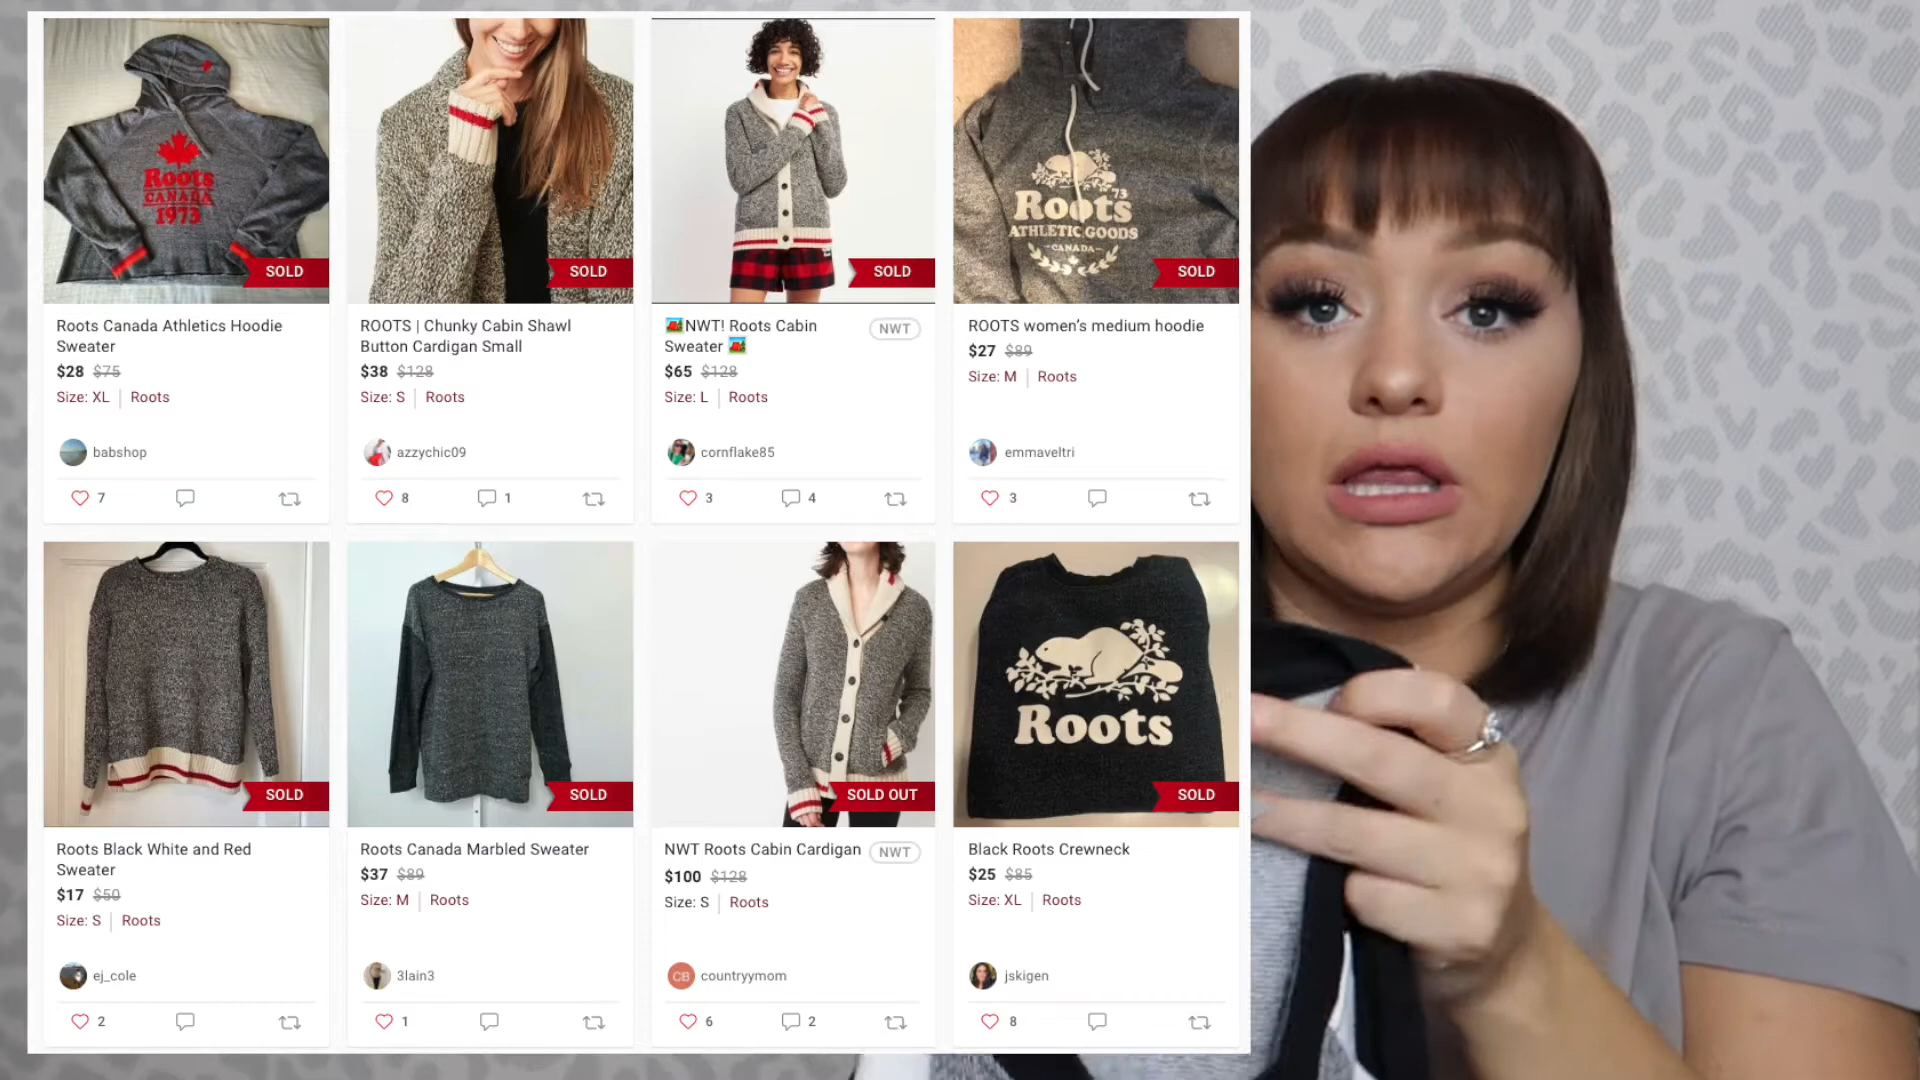 Roots
CANADA
1973
SOLD
Roots Canada Athletics Hoodie
Sweater
$28 $75
Size: XL | Roots
babshop
7
SOLD
ROOTS | Chunky Cabin Shawl
Button Cardigan Small
$38 $128
Size: S | Roots
azzychic09
8 1
SOLD
🏕️NWT! Roots Cabin
Sweater 🏕️
NWT
$65 $128
Size: L | Roots
cornflake85
3 4
'73
Roots
ATHLETIC GOODS
CANADA
SOLD
ROOTS women's medium hoodie
$27 $89
Size: M | Roots
emmaveltri
3
SOLD
Roots Black White and Red
Sweater
$17 $50
Size: S | Roots
ej_cole
2
SOLD
Roots Canada Marbled Sweater
$37 $89
Size: M | Roots
3lain3
1
SOLD OUT
NWT Roots Cabin Cardigan
NWT
$100 $128
Size: S | Roots
CB countryymom
6 2
Roots
SOLD
Black Roots Crewneck
$25 $85
Size: XL | Roots
jskigen
8